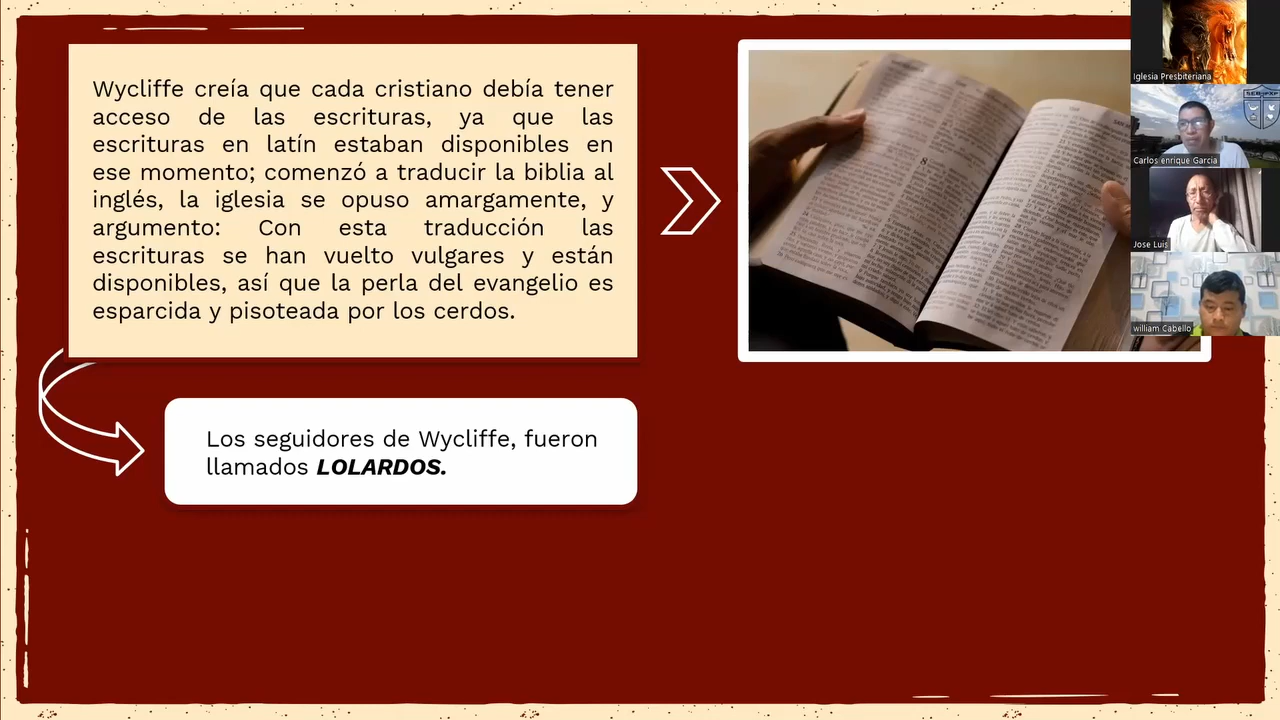 Wycliffe creía que cada cristiano debía tener
acceso de las escrituras, ya que las
escrituras en latín estaban disponibles en
ese momento; comenzó a traducir la biblia al
inglés, la iglesia se opuso amargamente, y
argumento: Con esta traducción las
escrituras se han vuelto vulgares y están
disponibles, así que la perla del evangelio es
esparcida y pisoteada por los cerdos.
Los seguidores de Wycliffe, fueron
llamados LOLARDOS.
8
Iglesia Presbiteriana
Carlos enrique Garcia
Jose Luis
william Cabello